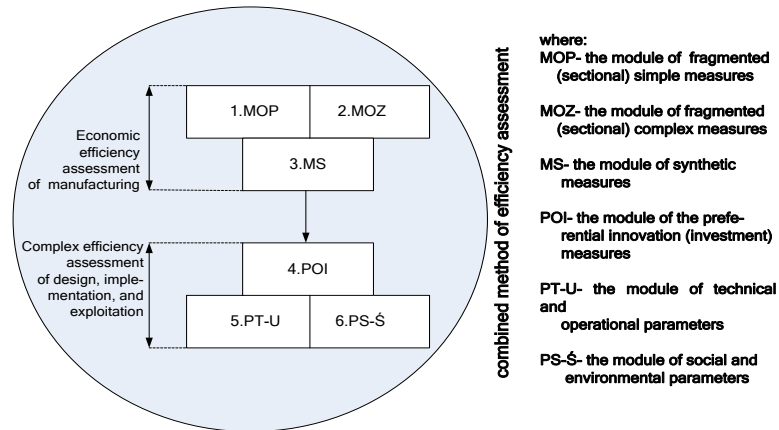 1.MOP
2.MOZ
Economic
efficiency
assessment
of manufacturing
3.MS
Complex efficiency
assessment
of design, imple-
mentation, and
exploitation
4.POI
5.PT-U
6.PS-Ś
combined method of efficiency assessment
where:
MOP- the module of fragmented
(sectional) simple measures
MOZ- the module of fragmented
(sectional) complex measures
MS- the module of synthetic
measures
POI- the module of the prefe-
rential innovation (investment)
measures
PT-U- the module of technical
and
operational parameters
PS-Ś- the module of social and
environmental parameters